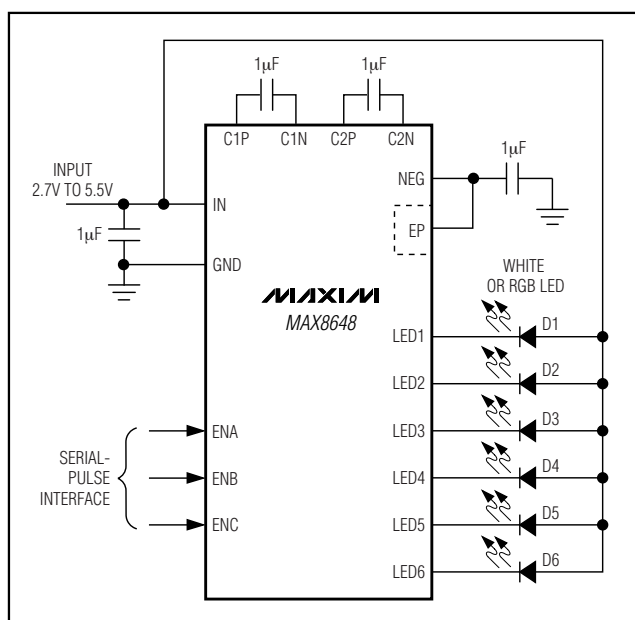 1μF
1μF
C1P
C1N
C2P
C2N
INPUT
2.7V TO 5.5V
1μF
IN
GND
NEG
EP
1μF
MAXIM
MAX8648
WHITE
OR RGB LED
LED1
D1
LED2
D2
LED3
D3
LED4
D4
LED5
D5
LED6
D6
SERIAL-
PULSE
INTERFACE
ENA
ENB
ENC